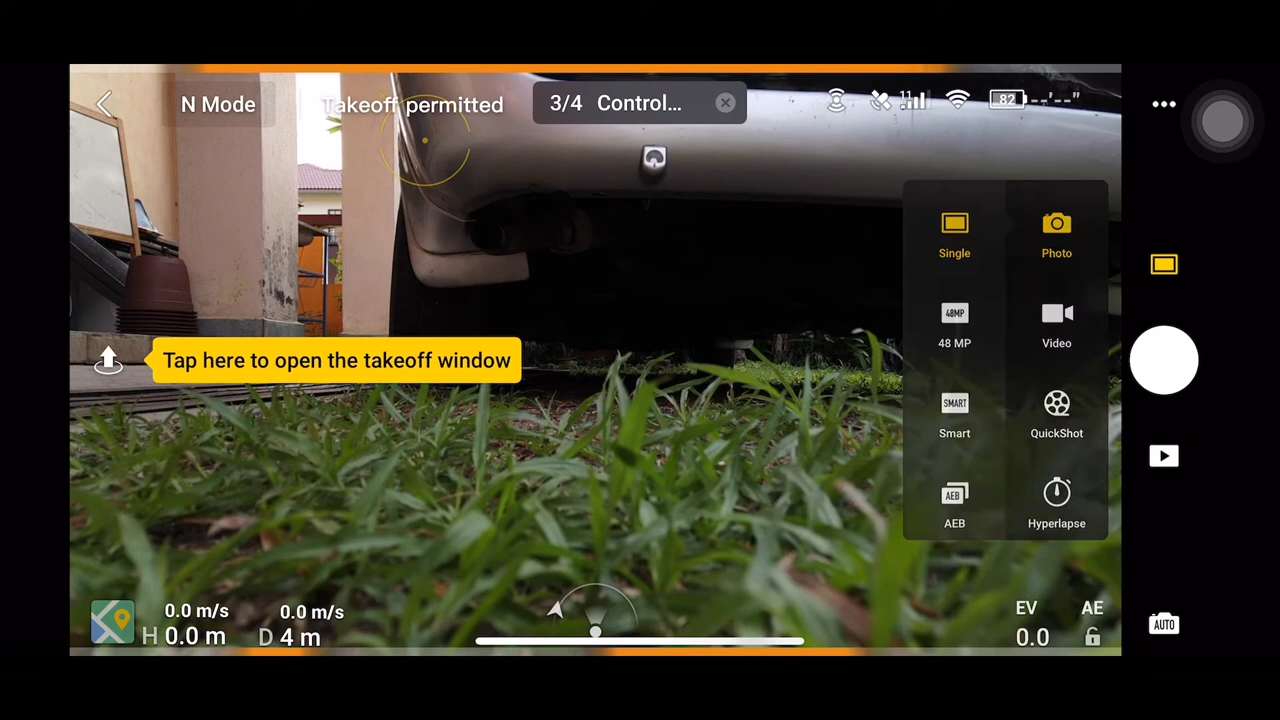 N Mode
Takeoff permitted
3/4 Control...
11
82
--'--"
Single
Photo
48MP
48 MP
Video
SMART
Smart
QuickShot
AEB
AEB
Hyperlapse
Tap here to open the takeoff window
0.0 m/s
0.0 m/s
H 0.0 m
D 4 m
EV
AE
0.0
AUTO